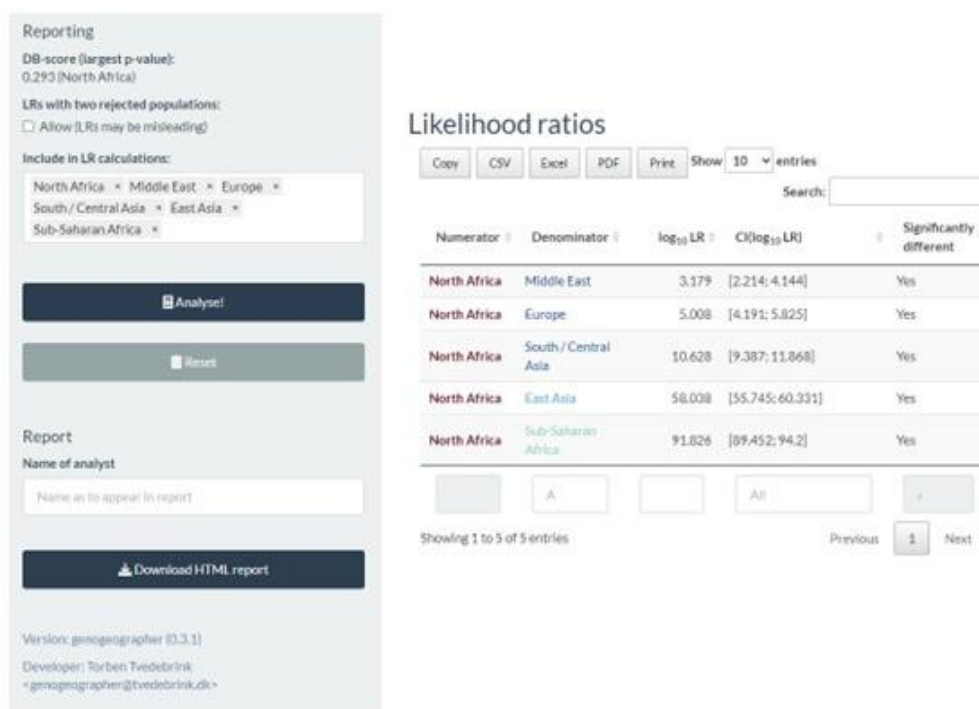 Reporting
DB-score (largest p-value):
0.293 (North Africa)
LRs with two rejected populations:
Allow (LRs may be misleading)
Include in LR calculations:
North Africa × Middle East × Europe ×
South / Central Asia × East Asia ×
Sub-Saharan Africa ×
Analyse!
Reset
Report
Name of analyst
Name as to appear in report
Download HTML report
Version: genogeographer (0.3.1)
Developer: Torben Tvedebrink
<genogeographer@tvedebrink.dk>
Likelihood ratios
Copy CSV Excel PDF Print Show 10 entries
Search:
Numerator Denominator log10 LR CI(log10 LR) Significantly
different
North Africa Middle East 3.179 [2.214; 4.144] Yes
North Africa Europe 5.008 [4.191; 5.825] Yes
North Africa South / Central
Asia 10.628 [9.387; 11.868] Yes
North Africa East Asia 58.038 [55.745; 60.331] Yes
North Africa Sub-Saharan
Africa 91.826 [89.452; 94.2] Yes
A All
Showing 1 to 5 of 5 entries
Previous 1 Next